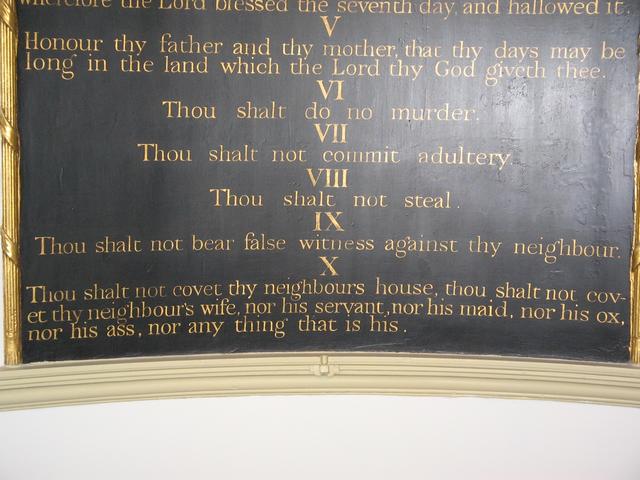 wherefore the Lord blessed the seventh day, and hallowed it.
V
Honour thy father and thy mother, that thy days may be
long in the land which the Lord thy God giveth thee.
VI
Thou shalt do no murder.
VII
Thou shalt not commit adultery.
VIII
Thou shalt not steal.
IX
Thou shalt not bear false witness against thy neighbour.
X
Thou shalt not covet thy neighbours house, thou shalt not cov-
et thy neighbour's wife, nor his servant, nor his maid, nor his ox,
nor his ass, nor any thing that is his.